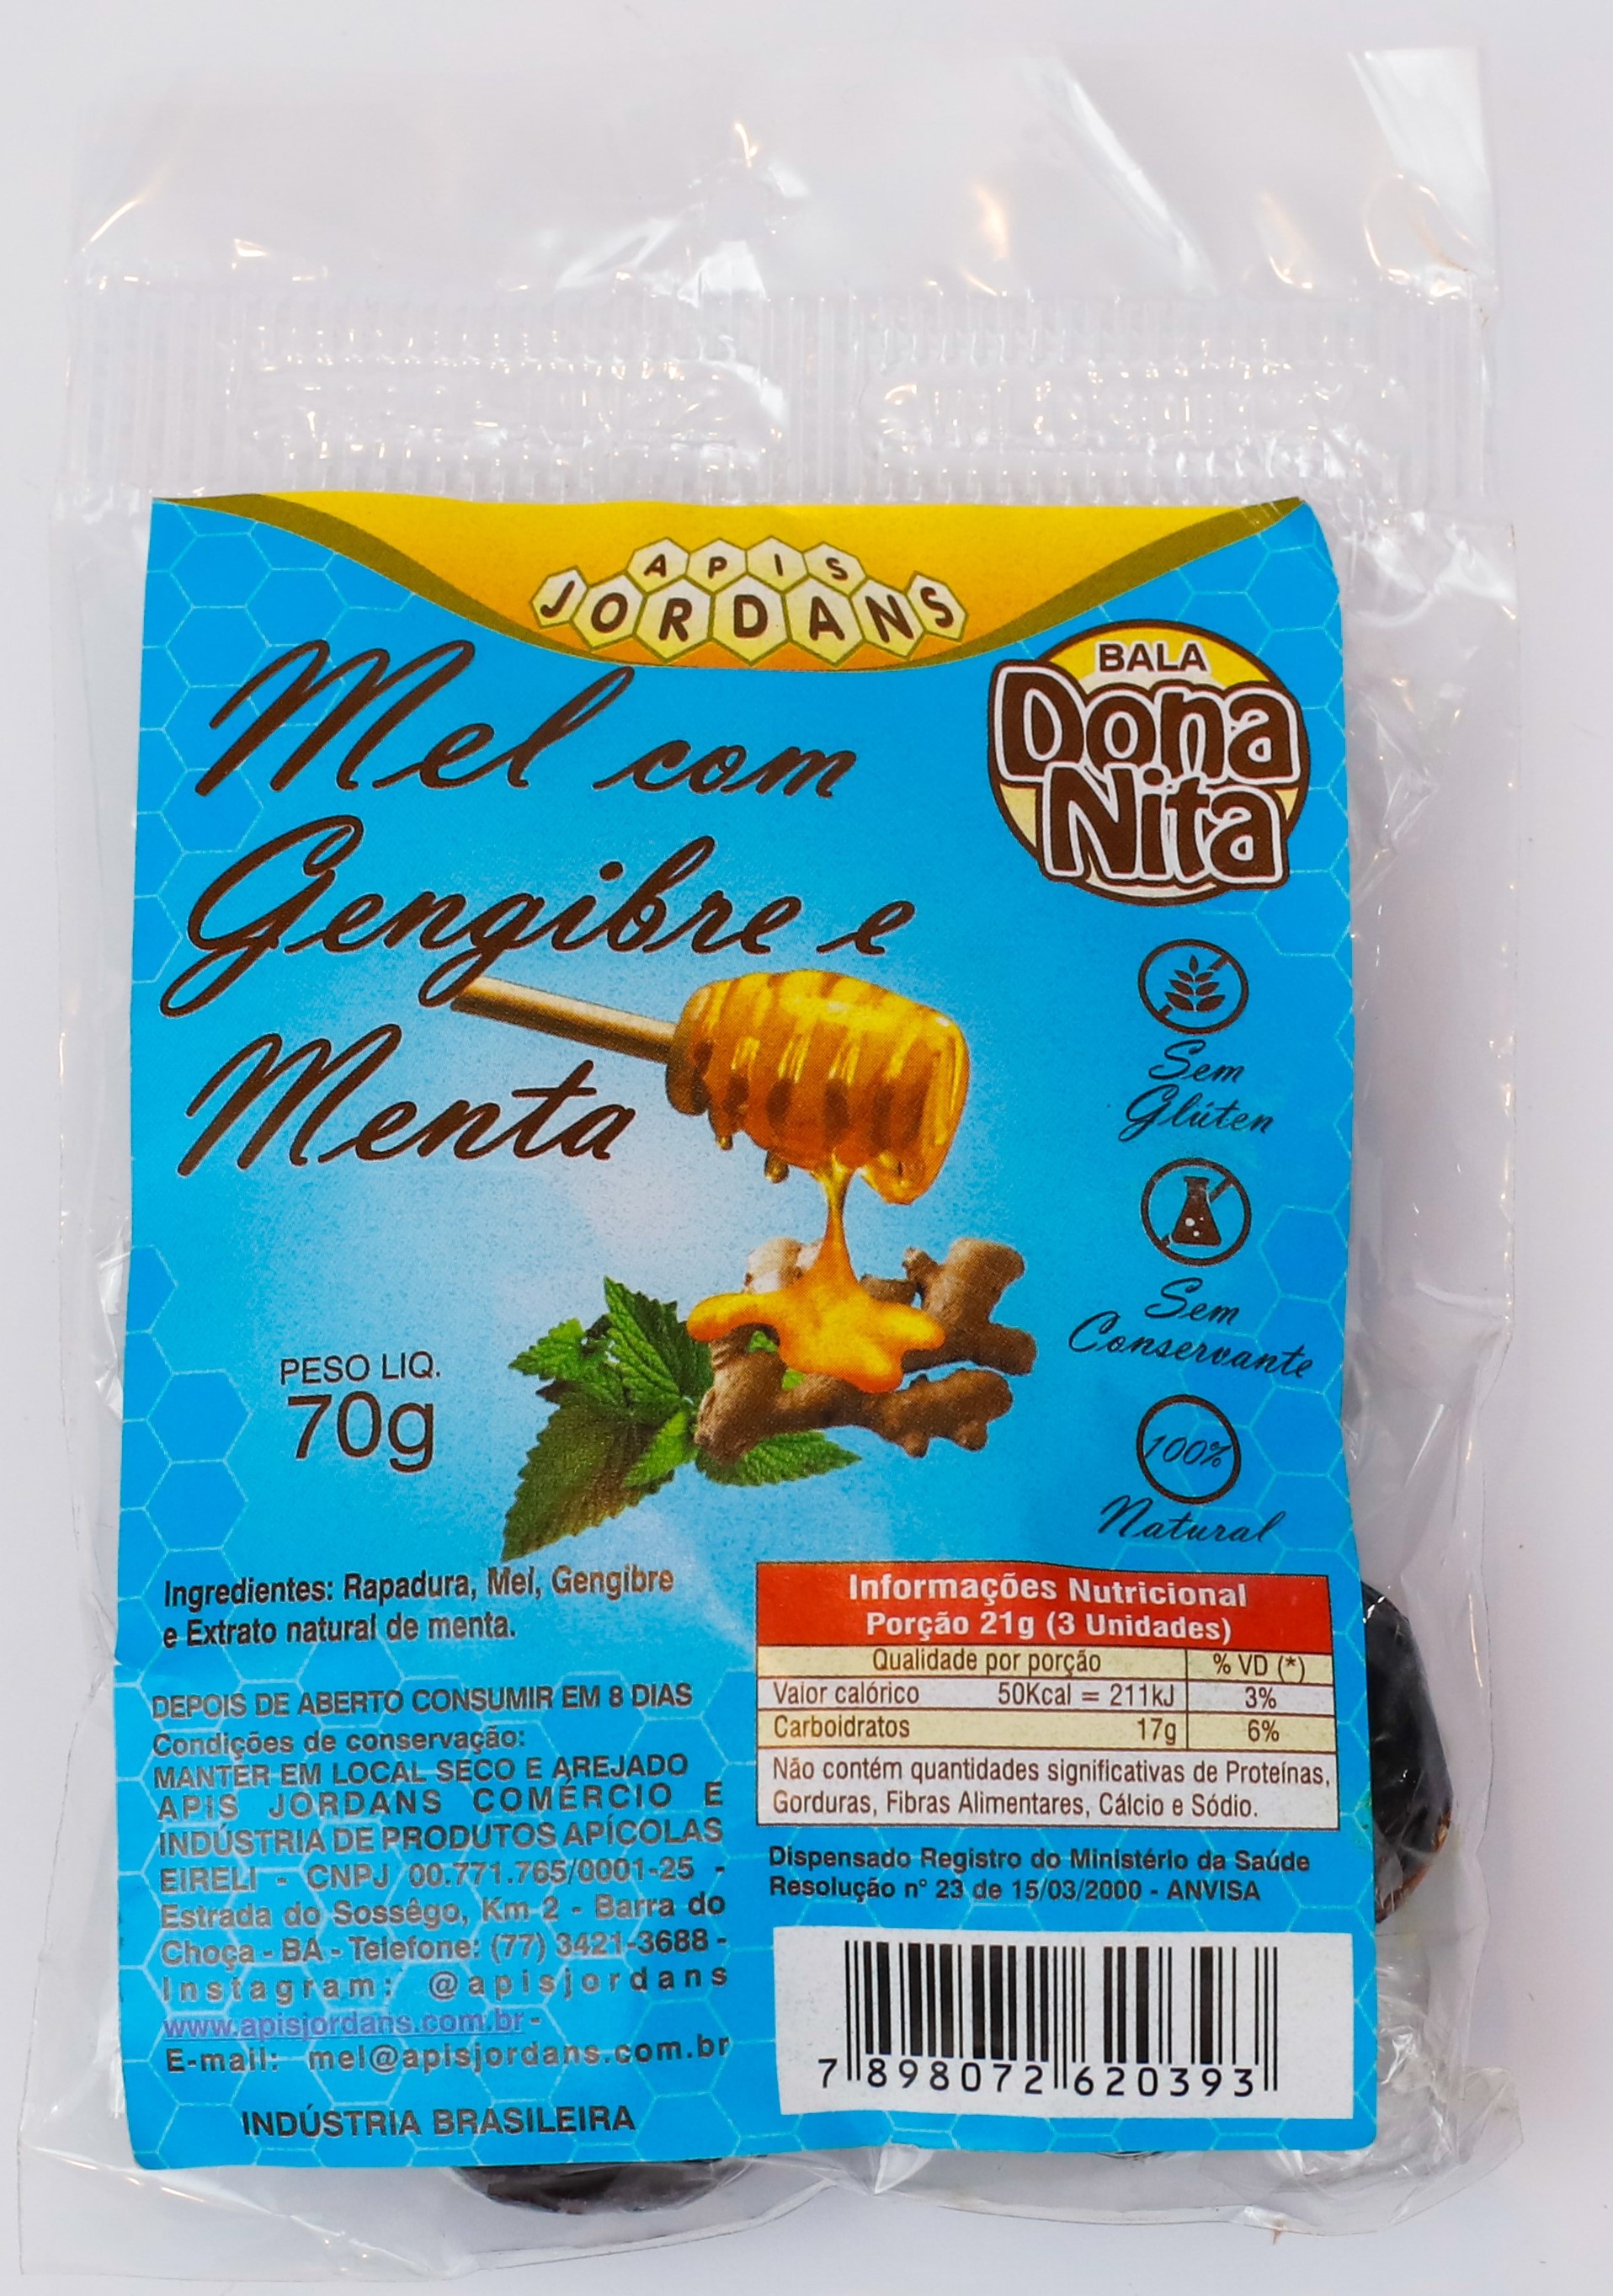 APIS
JORDANS
BALA
Dona
Nita
Mel com
Gengibre e
Menta
Sem
Glúten
Sem
Conservante
100%
Natural
PESO LIQ.
70g
Ingredientes: Rapadura, Mel, Gengibre
e Extrato natural de menta.
DEPOIS DE ABERTO CONSUMIR EM 8 DIAS
Condições de conservação:
MANTER EM LOCAL SECO E AREJADO
APIS JORDANS COMÉRCIO E
INDÚSTRIA DE PRODUTOS APÍCOLAS
EIRELI - CNPJ 00.771.765/0001-25 -
Estrada do Sossêgo, Km 2 - Barra do
Choça - BA - Telefone: (77) 3421-3688 -
Instagram: @apisjordans
www.apisjordans.com.br -
E-mail: mel@apisjordans.com.br
INDÚSTRIA BRASILEIRA
Informações Nutricional
Porção 21g (3 Unidades)
Qualidade por porção % VD (*)
Valor calórico 50Kcal = 211kJ 3%
Carboidratos 17g 6%
Não contém quantidades significativas de Proteínas,
Gorduras, Fibras Alimentares, Cálcio e Sódio.
Dispensado Registro do Ministério da Saúde
Resolução n° 23 de 15/03/2000 - ANVISA
7 898072 620393